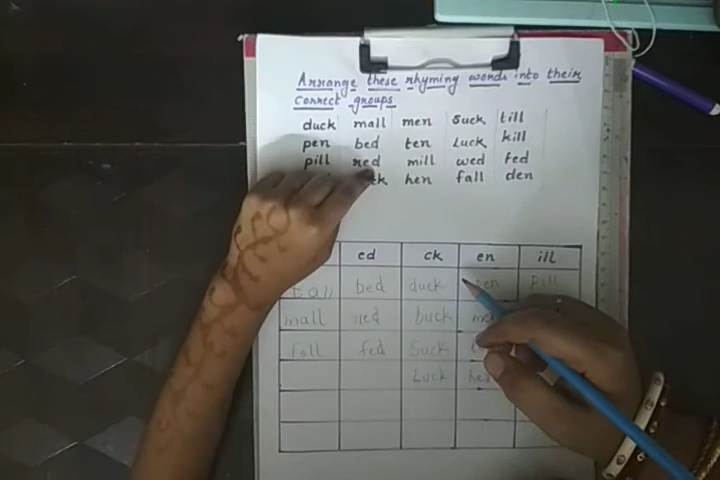 Arrange these rhyming words into their
correct groups
duck mall men Suck till
pen bed ten Luck kill
pill red mill wed Fed
hen fall den
ed ck en ill
tall bed duck pen pill
mall red buck
fall fed Suck
Luck